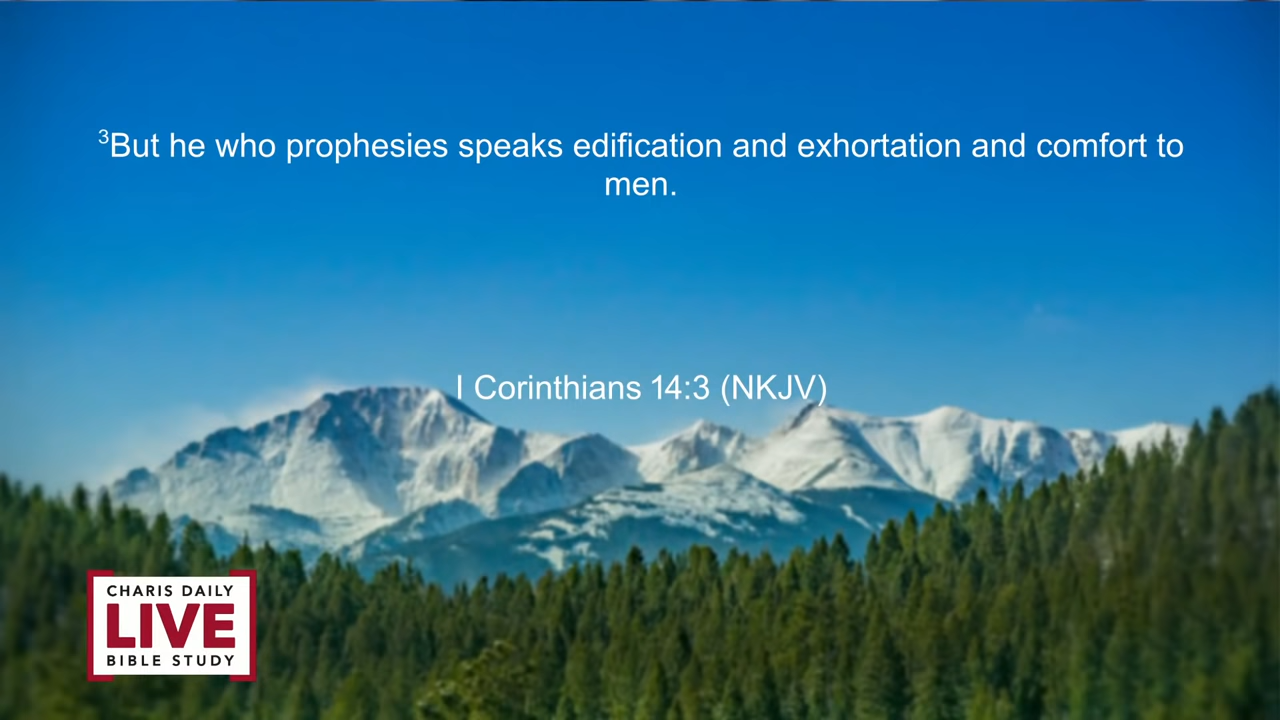 ³But he who prophesies speaks edification and exhortation and comfort to
men.
I Corinthians 14:3 (NKJV)
CHARIS DAILY
LIVE
BIBLE STUDY